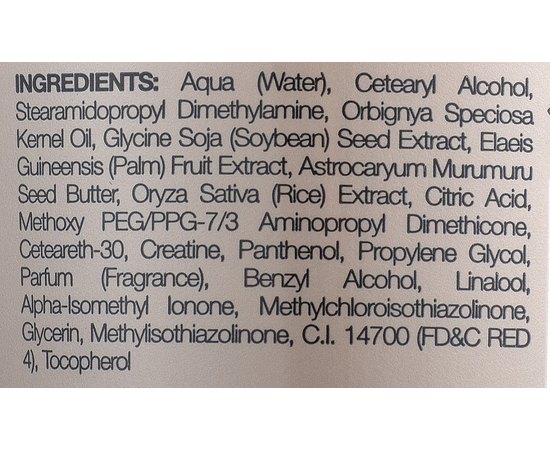 INGREDIENTS: Aqua (Water), Cetearyl Alcohol,
Stearamidopropyl Dimethylamine, Orbignya Speciosa
Kernel Oil, Glycine Soja (Soybean) Seed Extract, Elaeis
Guineensis (Palm) Fruit Extract, Astrocaryum Murumuru
Seed Butter, Oryza Sativa (Rice) Extract, Citric Acid,
Methoxy PEG/PPG-7/3 Aminopropyl Dimethicone,
Ceteareth-30, Creatine, Panthenol, Propylene Glycol,
Parfum (Fragrance), Benzyl Alcohol, Linalool,
Alpha-Isomethyl Ionone, Methylchloroisothiazolinone,
Glycerin, Methylisothiazolinone, C.I. 14700 (FD&C RED
4), Tocopherol